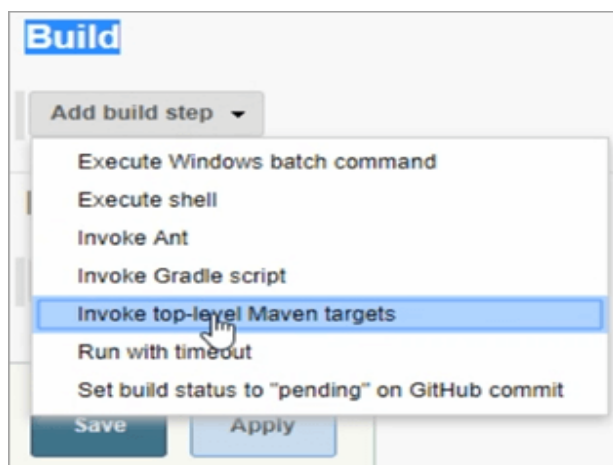 Build
Add build step
Execute Windows batch command
Execute shell
Invoke Ant
Invoke Gradle script
Invoke top-level Maven targets
Run with timeout
Set build status to "pending" on GitHub commit
Save Apply